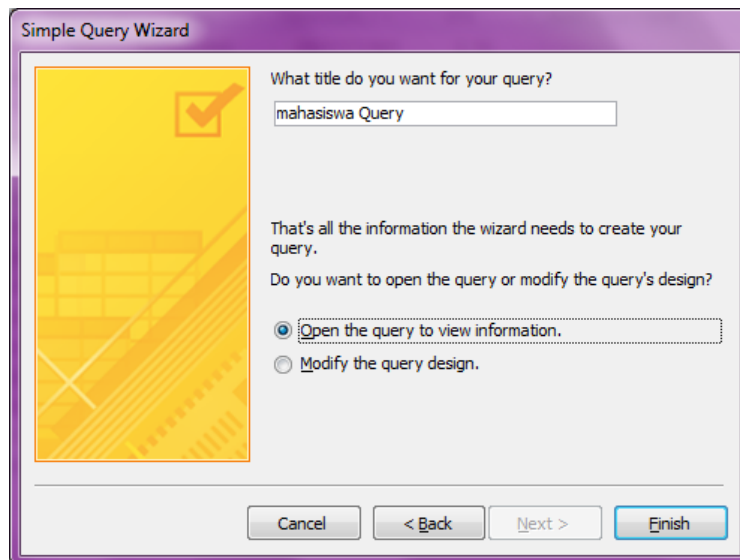 Simple Query Wizard
What title do you want for your query?
mahasiswa Query
That's all the information the wizard needs to create your
query.
Do you want to open the query or modify the query's design?
Open the query to view information.
Modify the query design.
Cancel
< Back
Next >
Finish